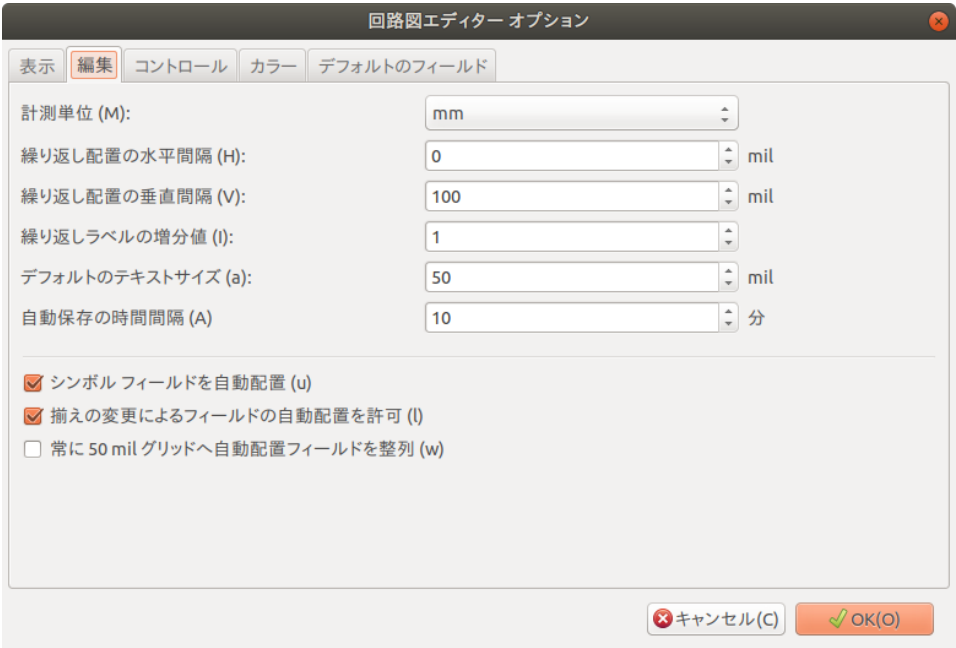 回路図エディター オプション
表示 編集 コントロール カラー デフォルトのフィールド
計測単位 (M): mm
繰り返し配置の水平間隔 (H): 0 mil
繰り返し配置の垂直間隔 (V): 100 mil
繰り返しラベルの増分値 (I): 1
デフォルトのテキストサイズ (a): 50 mil
自動保存の時間間隔 (A) 10 分
シンボル フィールドを自動配置 (u)
揃えの変更によるフィールドの自動配置を許可 (l)
常に 50 mil グリッドへ自動配置フィールドを整列 (w)
キャンセル(C) OK(O)